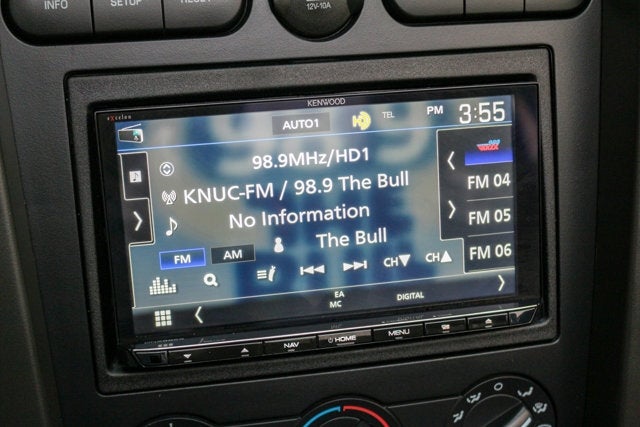 INFO
SETUP
RESET
12V-10A
eXcelon
KENWOOD
AUTO1
TEL
PM 3:55
98.9MHz/HD1
KNUC-FM / 98.9 The Bull
No Information
The Bull
FM 04
FM 05
FM 06
FM AM
CH▼ CH▲
EA
MC
DIGITAL
NAV
HOME
MENU